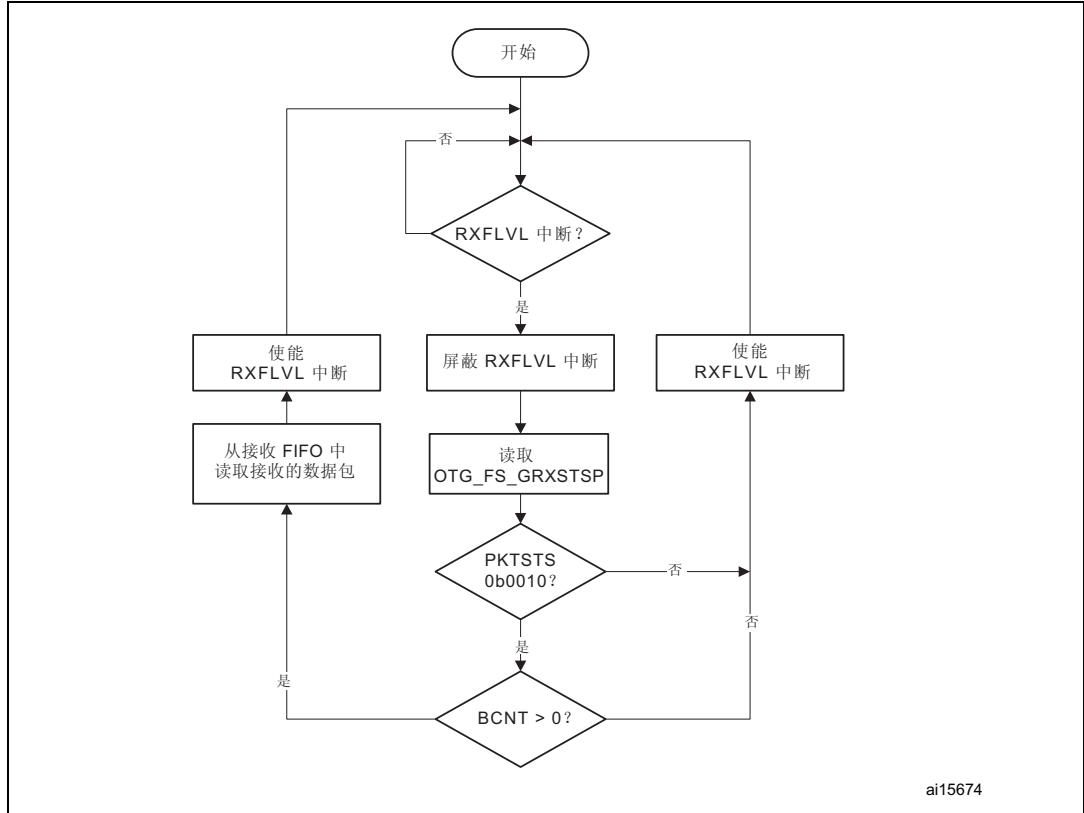 开始
否
RXFLVL 中断？
是
使能
RXFLVL 中断
屏蔽 RXFLVL 中断
使能
RXFLVL 中断
从接收 FIFO 中
读取接收的数据包
读取
OTG_FS_GRXSTSP
PKTSTS
0b0010？
否
否
是
是
BCNT > 0？
ai15674